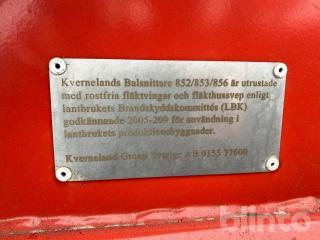 Kvernelands Balsnittare 852/853/856 är utrustade
med rostfria fläktvingar och fläkthussvep enligt
lantbrukets Brandskyddskommittés (LBK)
godkännande 2005-209 för användning i
lantbrukets produktionsbyggnader.
Kverneland Group Sverige AB 0155 77600
blinto